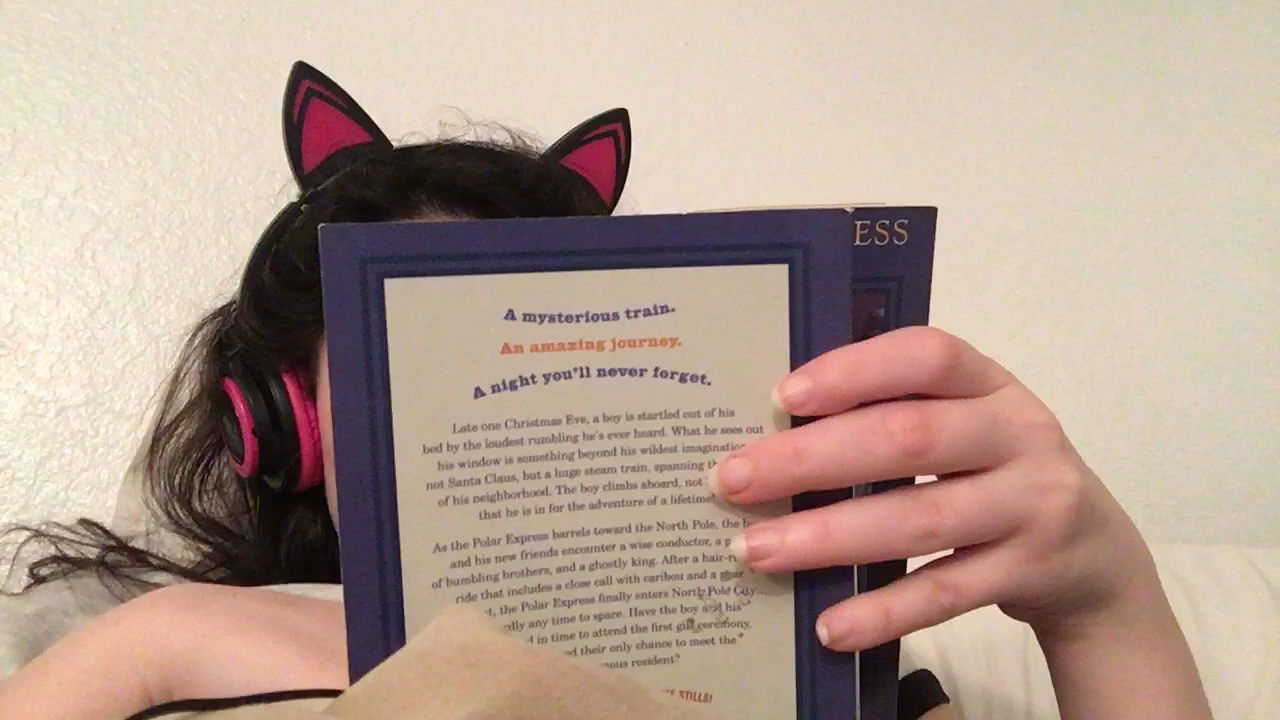 ESS
A mysterious train.
An amazing journey.
A night you'll never forget.
Late one Christmas Eve, a boy is startled out of his
bed by the loudest rumbling he's ever heard. What he sees out
his window is something beyond his wildest
not Santa Claus, but a huge steam train, spanning
of his neighborhood. The boy climbs aboard, not
that he is in for the adventure of a lifetime
As the Polar Express barrels toward the North Pole, the
and his new friends encounter a wise conductor, a
of bumbling brothers, and a ghostly king. After a
ride that includes a close call with caribou and a
the Polar Express finally enters North Pole City
any time to spare. Have the boy and his
in time to attend the first gift ceremony,
their only chance to meet the
resident?
STILLS!